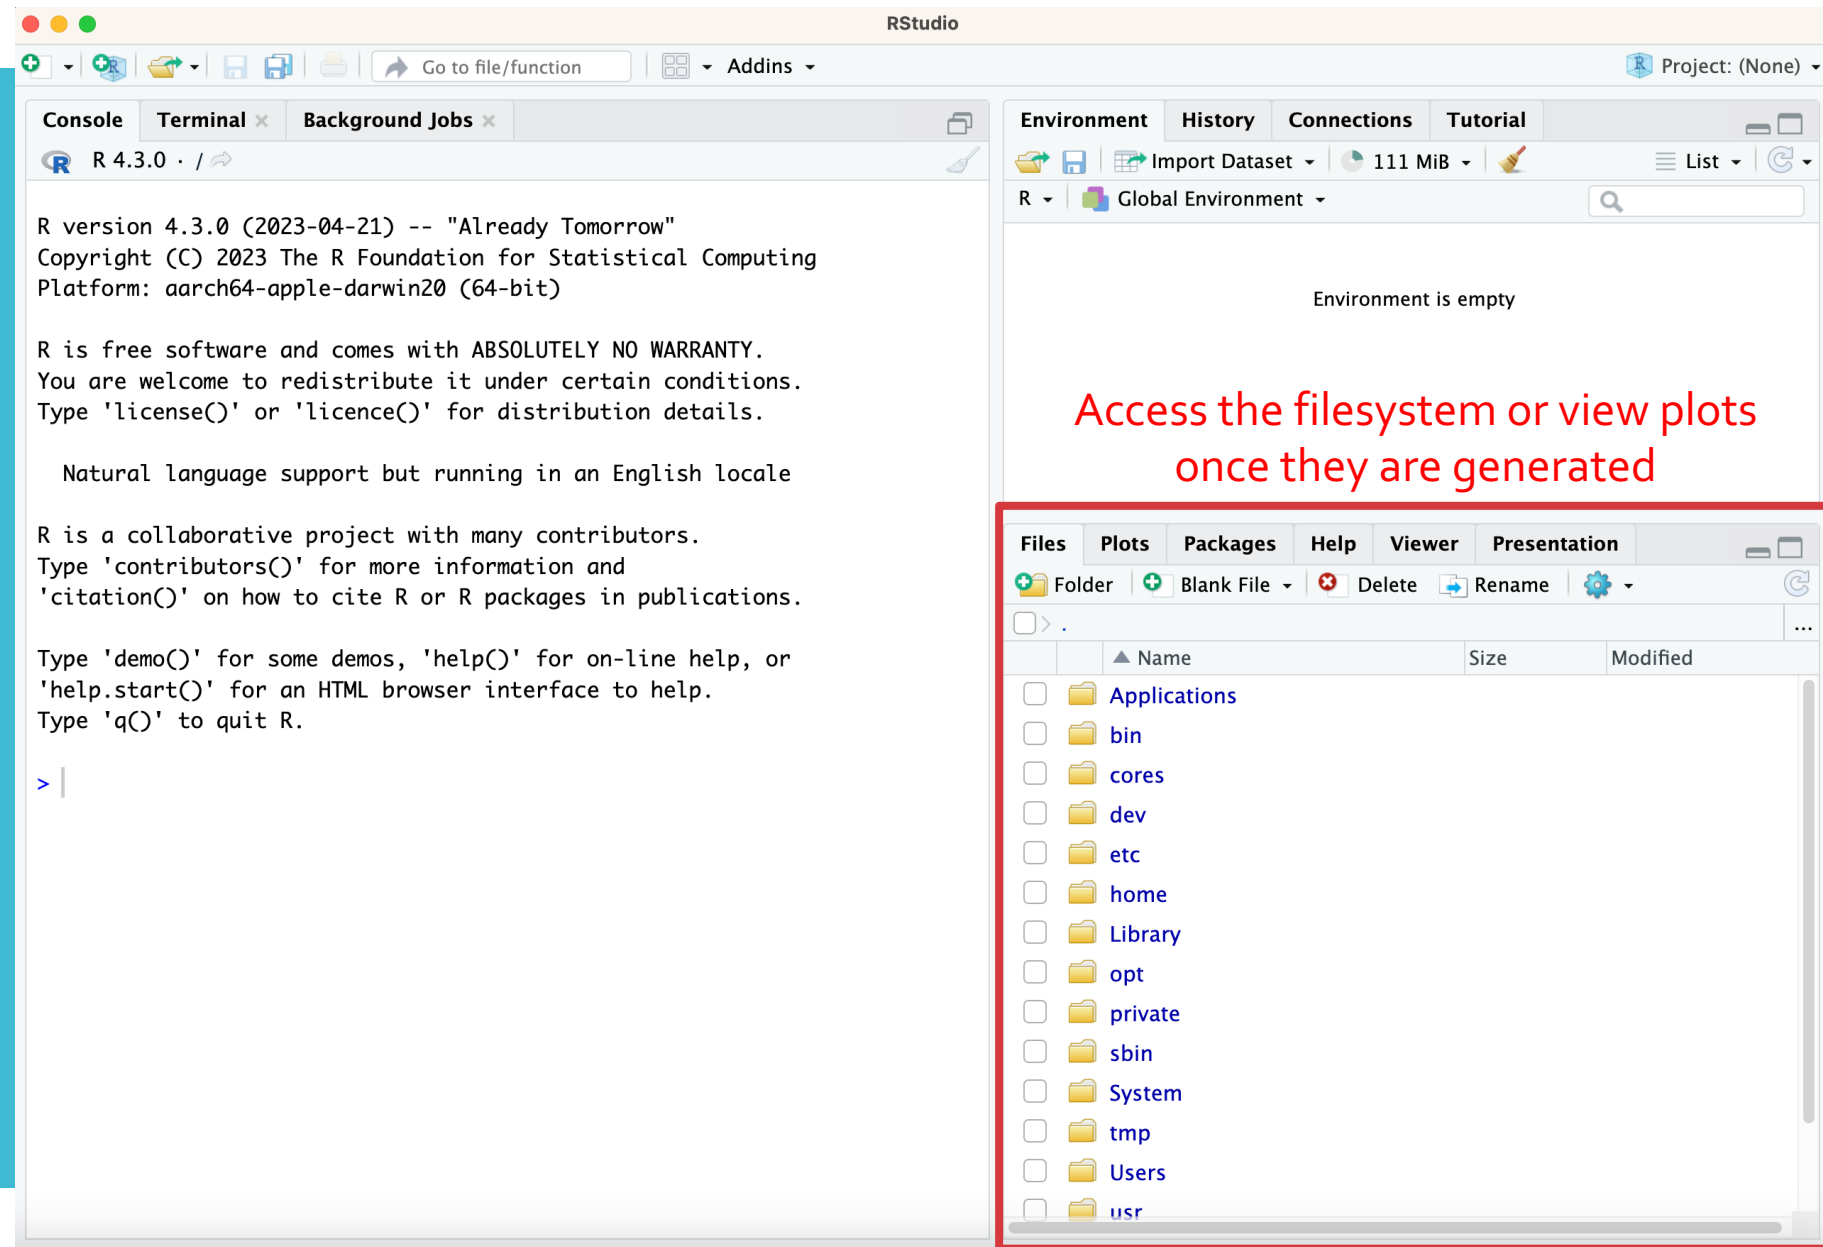 RStudio
Go to file/function
Addins
Project: (None)
Console
Terminal
Background Jobs
R 4.3.0 · /
R version 4.3.0 (2023-04-21) -- "Already Tomorrow"
Copyright (C) 2023 The R Foundation for Statistical Computing
Platform: aarch64-apple-darwin20 (64-bit)
R is free software and comes with ABSOLUTELY NO WARRANTY.
You are welcome to redistribute it under certain conditions.
Type 'license()' or 'licence()' for distribution details.
Natural language support but running in an English locale
R is a collaborative project with many contributors.
Type 'contributors()' for more information and
'citation()' on how to cite R or R packages in publications.
Type 'demo()' for some demos, 'help()' for on-line help, or
'help.start()' for an HTML browser interface to help.
Type 'q()' to quit R.
>
Environment
History
Connections
Tutorial
Import Dataset
111 MiB
List
R
Global Environment
Environment is empty
Access the filesystem or view plots
once they are generated
Files
Plots
Packages
Help
Viewer
Presentation
Folder
Blank File
Delete
Rename
.
...
Name
Size
Modified
Applications
bin
cores
dev
etc
home
Library
opt
private
sbin
System
tmp
Users
usr